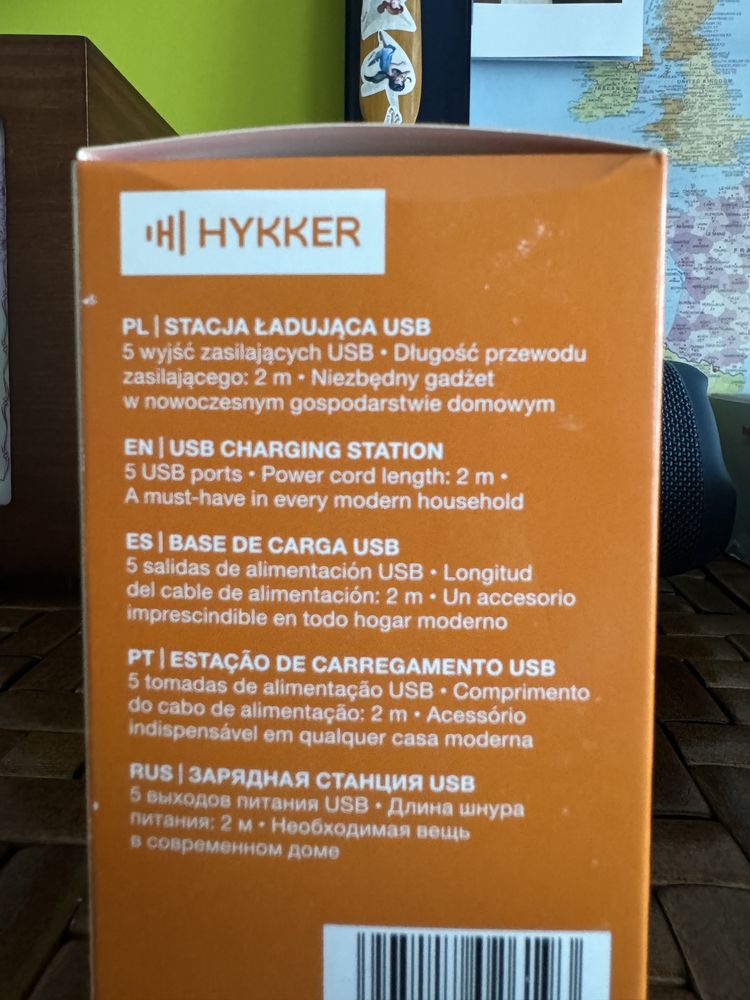 HYKKER
PL | STACJA ŁADUJĄCA USB
5 wyjść zasilających USB • Długość przewodu
zasilającego: 2 m • Niezbędny gadżet
w nowoczesnym gospodarstwie domowym
EN | USB CHARGING STATION
5 USB ports • Power cord length: 2 m •
A must-have in every modern household
ES | BASE DE CARGA USB
5 salidas de alimentación USB • Longitud
del cable de alimentación: 2 m • Un accesorio
imprescindible en todo hogar moderno
PT | ESTAÇÃO DE CARREGAMENTO USB
5 tomadas de alimentação USB • Comprimento
do cabo de alimentação: 2 m • Acessório
indispensável em qualquer casa moderna
RUS | ЗАРЯДНАЯ СТАНЦИЯ USB
5 выходов питания USB • Длина шнура
питания: 2 м • Необходимая вещь
в современном доме
UNITED KINGDOM
IRELAND